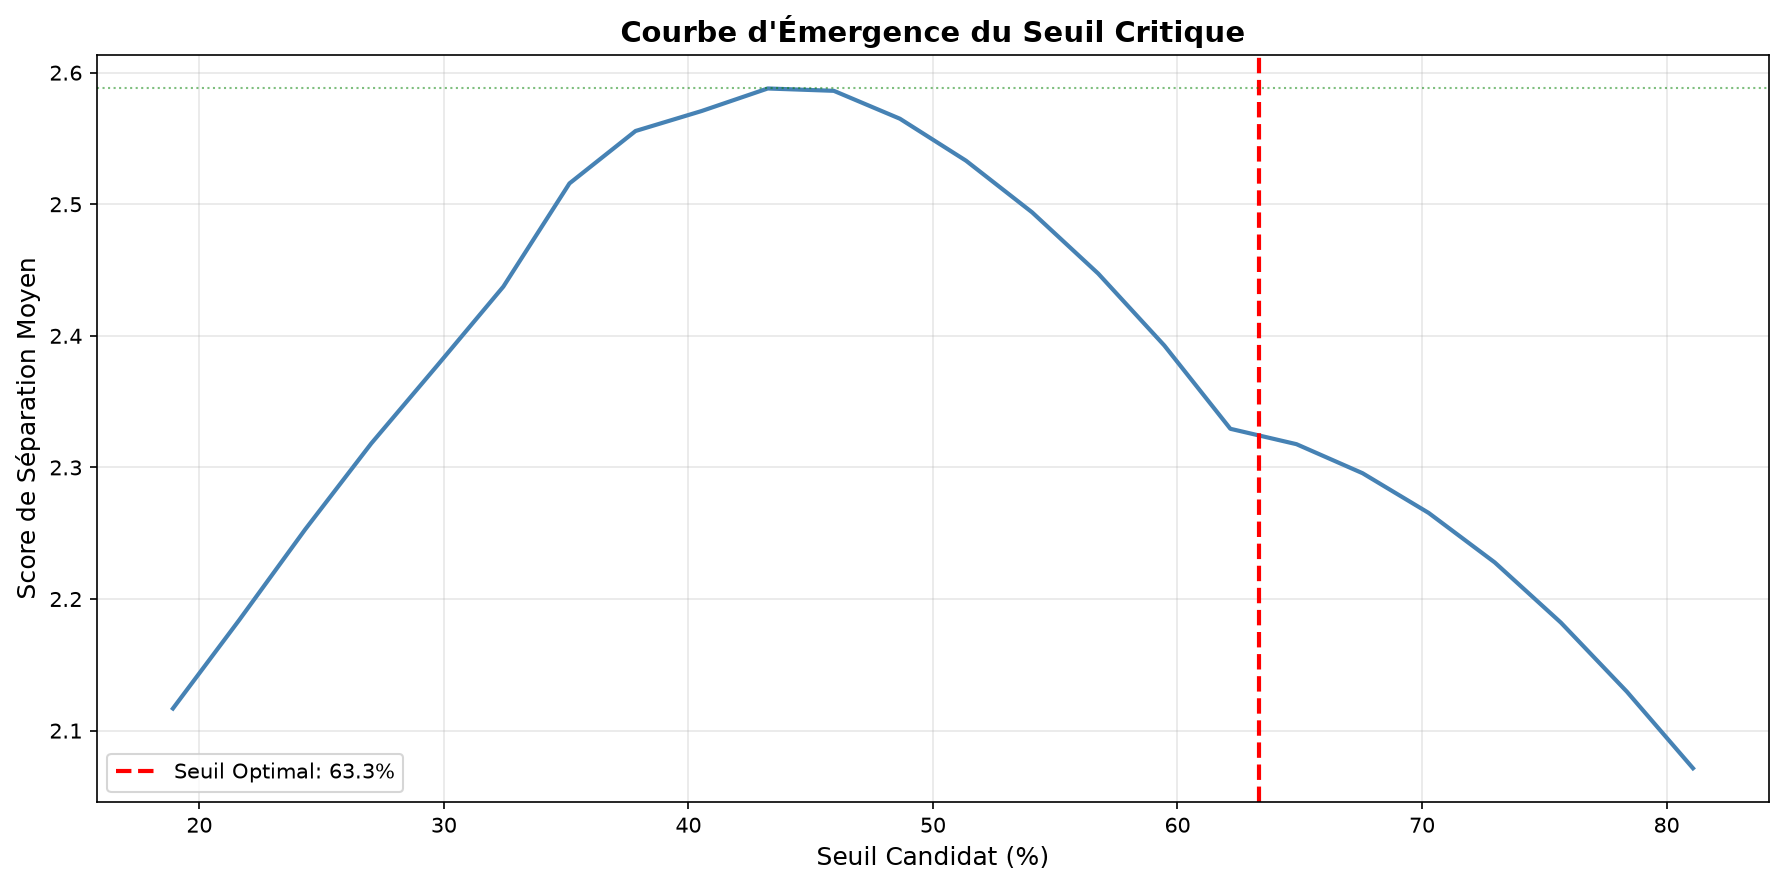 Courbe d'Émergence du Seuil Critique
Score de Séparation Moyen
2.6
2.5
2.4
2.3
2.2
2.1
Seuil Optimal: 63.3%
20 30 40 50 60 70 80
Seuil Candidat (%)